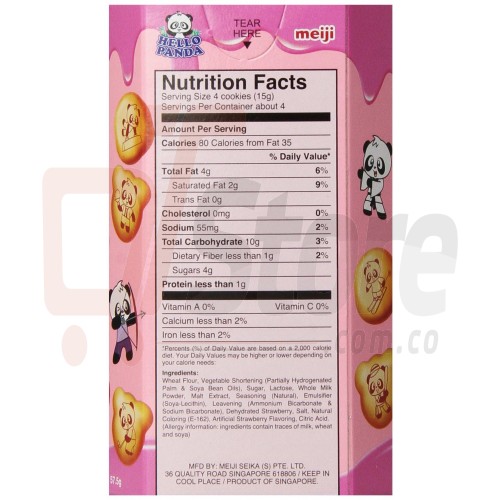 HELLO
PANDA
TEAR
HERE
meiji
Nutrition Facts
Serving Size 4 cookies (15g)
Servings Per Container about 4
Amount Per Serving
Calories 80 Calories from Fat 35
% Daily Value*
Total Fat 4g 6%
Saturated Fat 2g 9%
Trans Fat 0g
Cholesterol 0mg 0%
Sodium 55mg 2%
Total Carbohydrate 10g 3%
Dietary Fiber less than 1g 2%
Sugars 4g
Protein less than 1g
Vitamin A 0% Vitamin C 0%
Calcium less than 2%
Iron less than 2%
*Percents (%) of Daily Value are based on a 2,000 calorie
diet. Your Daily Values may be higher or lower depending on
your calorie needs:
Ingredients:
Wheat Flour, Vegetable Shortening (Partially Hydrogenated
Palm & Soya Bean Oils), Sugar, Lactose, Whole Milk
Powder, Malt Extract, Seasoning (Natural), Emulsifier
(Soya-Lecithin), Leavening (Ammonium Bicarbonate &
Sodium Bicarbonate), Dehydrated Strawberry, Salt, Natural
Coloring (E-162), Artificial Strawberry Flavoring, Citric Acid.
(Allergy information: ingredients contain traces of milk, wheat
and soya)
MFD BY: MEIJI SEIKA (S) PTE. LTD.
36 QUALITY ROAD SINGAPORE 618806 / KEEP IN
COOL PLACE / PRODUCT OF SINGAPORE
57.5g
Store
.com.co